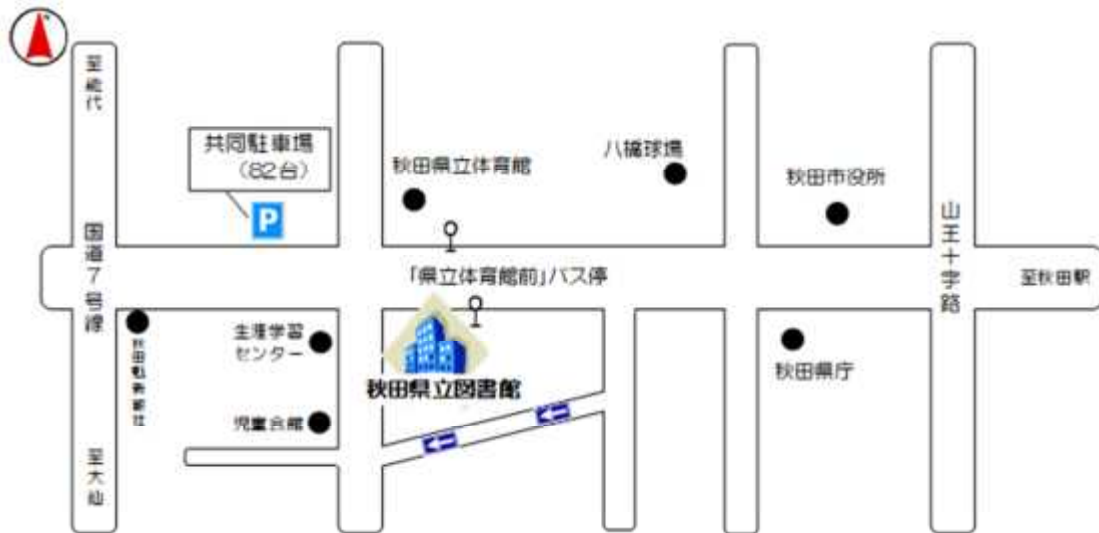 至能代
共同駐車場
（82台）
P
秋田県立体育館
八橋球場
秋田市役所
国道7号線
山王十字路
「県立体育館前」バス停
至秋田駅
生涯学習
センター
秋田県立図書館
秋田県庁
児童会館
至大仙